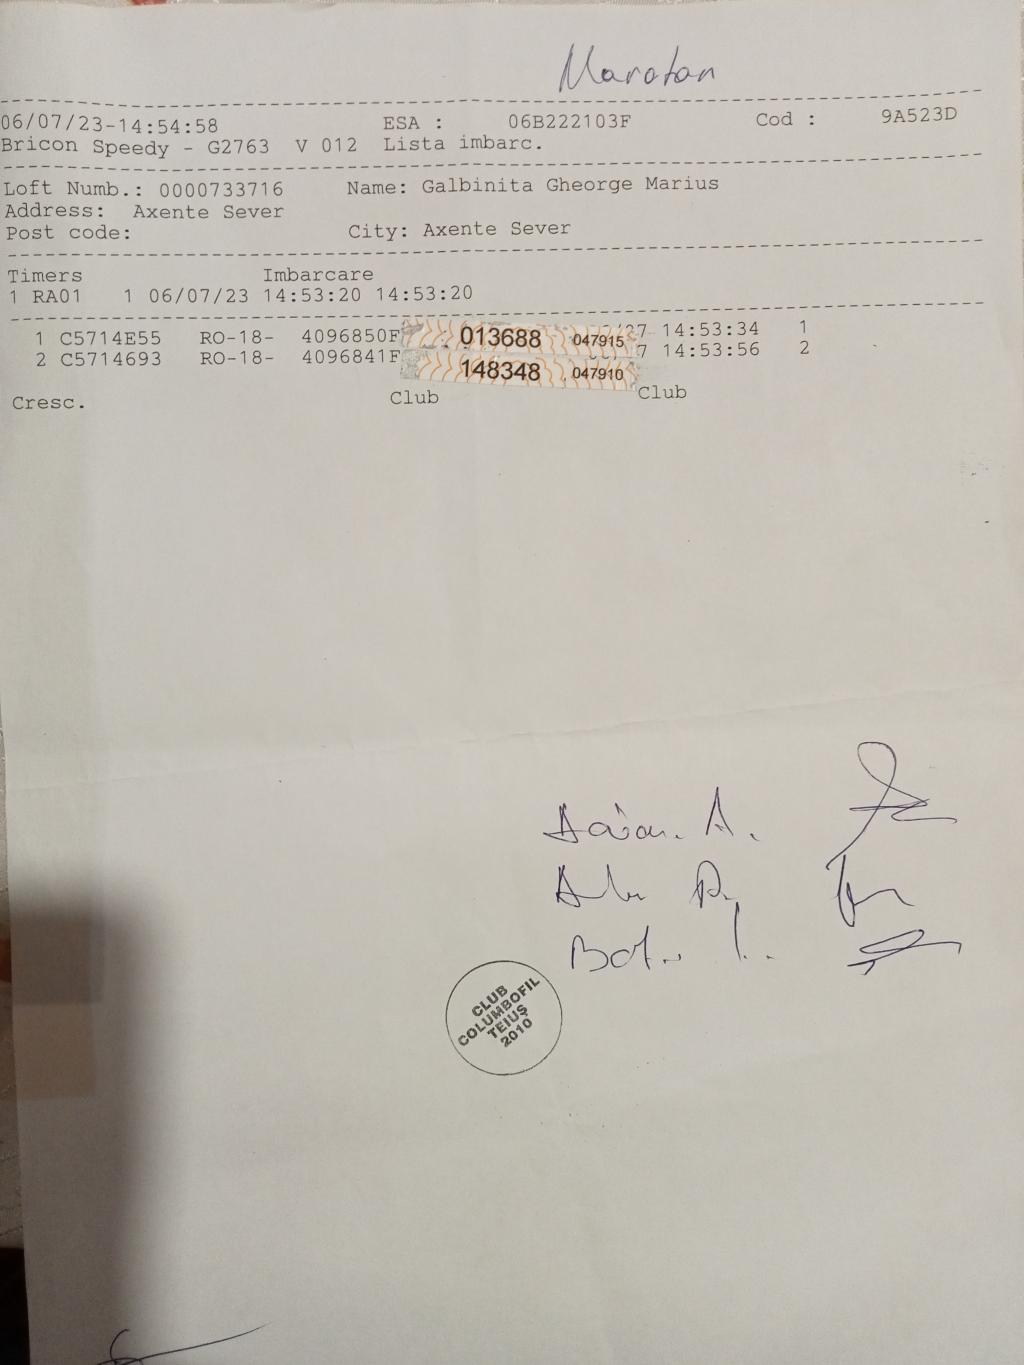 Maraton
06/07/23-14:54:58 ESA : 06B222103F Cod : 9A523D
Bricon Speedy - G2763 V 012 Lista imbarc.
Loft Numb.: 0000733716 Name: Galbinita Gheorge Marius
Address: Axente Sever
Post code: City: Axente Sever
Timers Imbarcare
1 RA01 1 06/07/23 14:53:20 14:53:20
1 C5714E55 RO-18- 4096850F 013688 047915 14:53:34 1
2 C5714693 RO-18- 4096841F 148348 047910 14:53:56 2
Cresc. Club Club
CLUB
COLUMBOFIL
TEIUŞ
2010